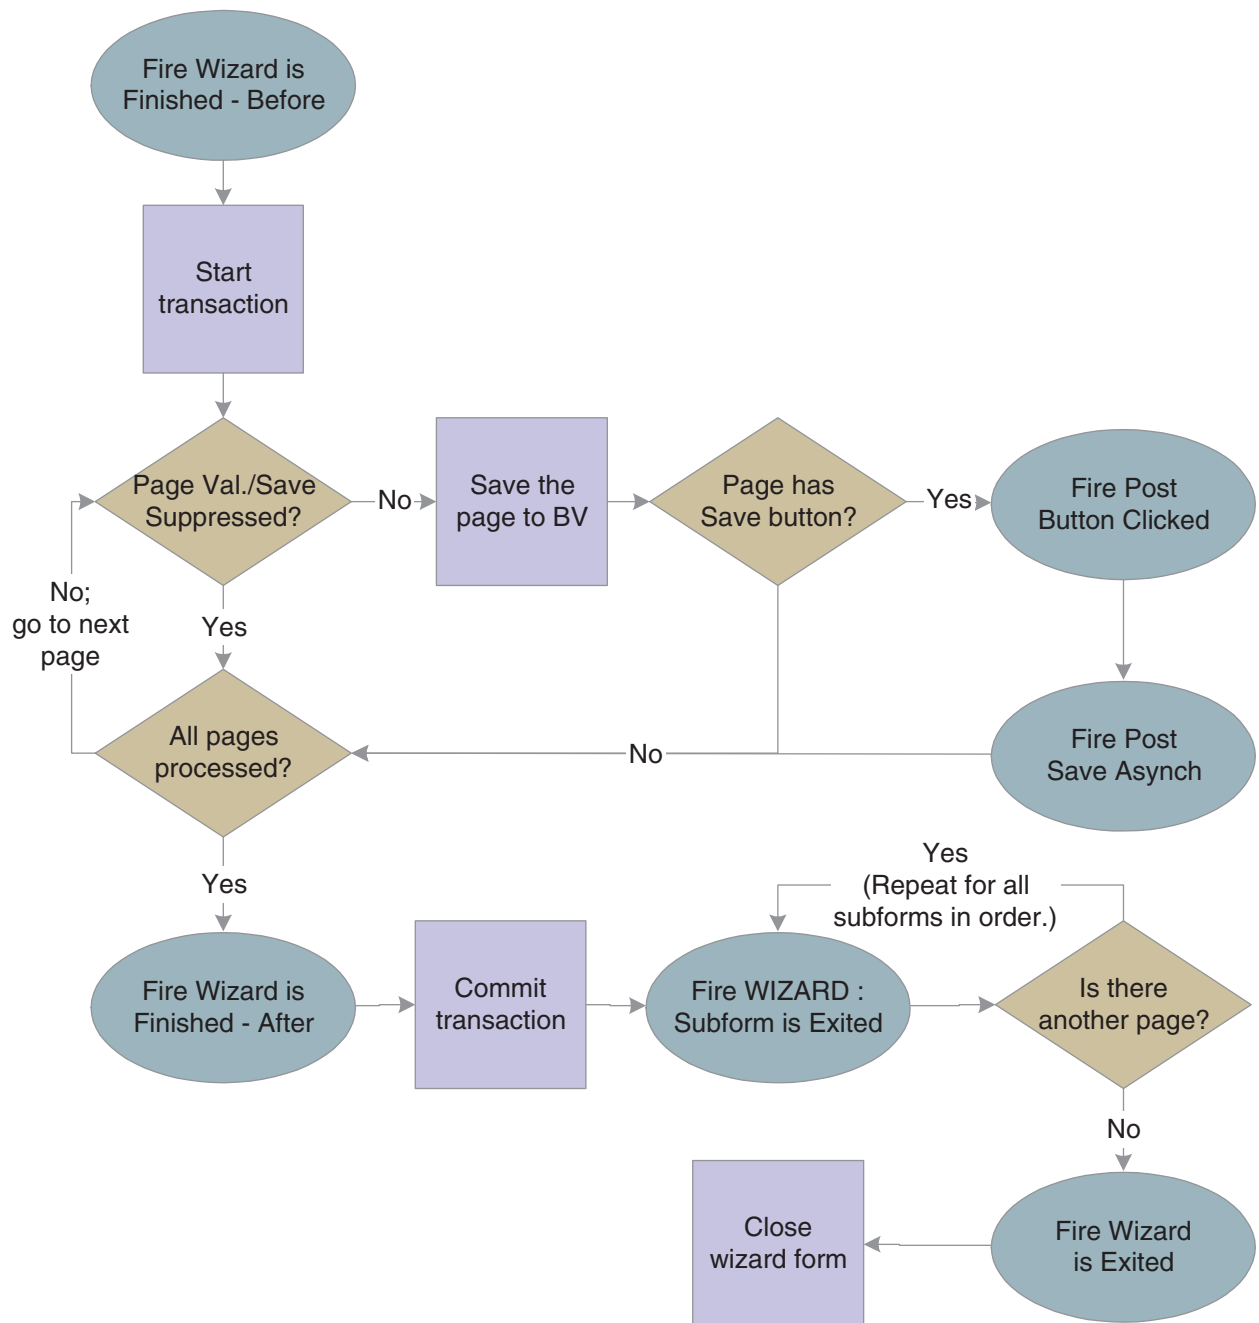 Fire Wizard is
Finished - Before
Start
transaction
Page Val./Save
Suppressed?
No
Save the
page to BV
Page has
Save button?
Yes
Fire Post
Button Clicked
No;
go to next
page
Yes
All pages
processed?
No
Fire Post
Save Asynch
Yes
Yes
(Repeat for all
subforms in order.)
Fire Wizard is
Finished - After
Commit
transaction
Fire WIZARD :
Subform is Exited
Is there
another page?
No
Close
wizard form
Fire Wizard
is Exited